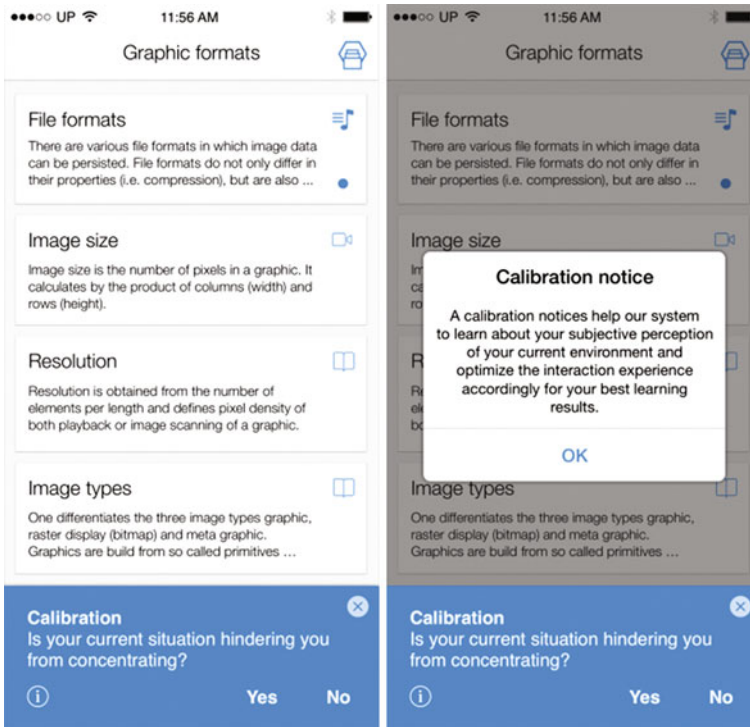 UP 11:56 AM
Graphic formats
File formats
There are various file formats in which image data
can be persisted. File formats do not only differ in
their properties (i.e. compression), but are also ...
Image size
Image size is the number of pixels in a graphic. It
calculates by the product of columns (width) and
rows (height).
Resolution
Resolution is obtained from the number of
elements per length and defines pixel density of
both playback or image scanning of a graphic.
Image types
One differentiates the three image types graphic,
raster display (bitmap) and meta graphic.
Graphics are build from so called primitives ...
Calibration
Is your current situation hindering you
from concentrating?
Yes No
UP 11:56 AM
Graphic formats
File formats
There are various file formats in which image data
can be persisted. File formats do not only differ in
their properties (i.e. compression), but are also ...
Image size
Calibration notice
A calibration notices help our system
to learn about your subjective perception
of your current environment and
optimize the interaction experience
accordingly for your best learning
results.
OK
Image types
One differentiates the three image types graphic,
raster display (bitmap) and meta graphic.
Graphics are build from so called primitives ...
Calibration
Is your current situation hindering you
from concentrating?
Yes No